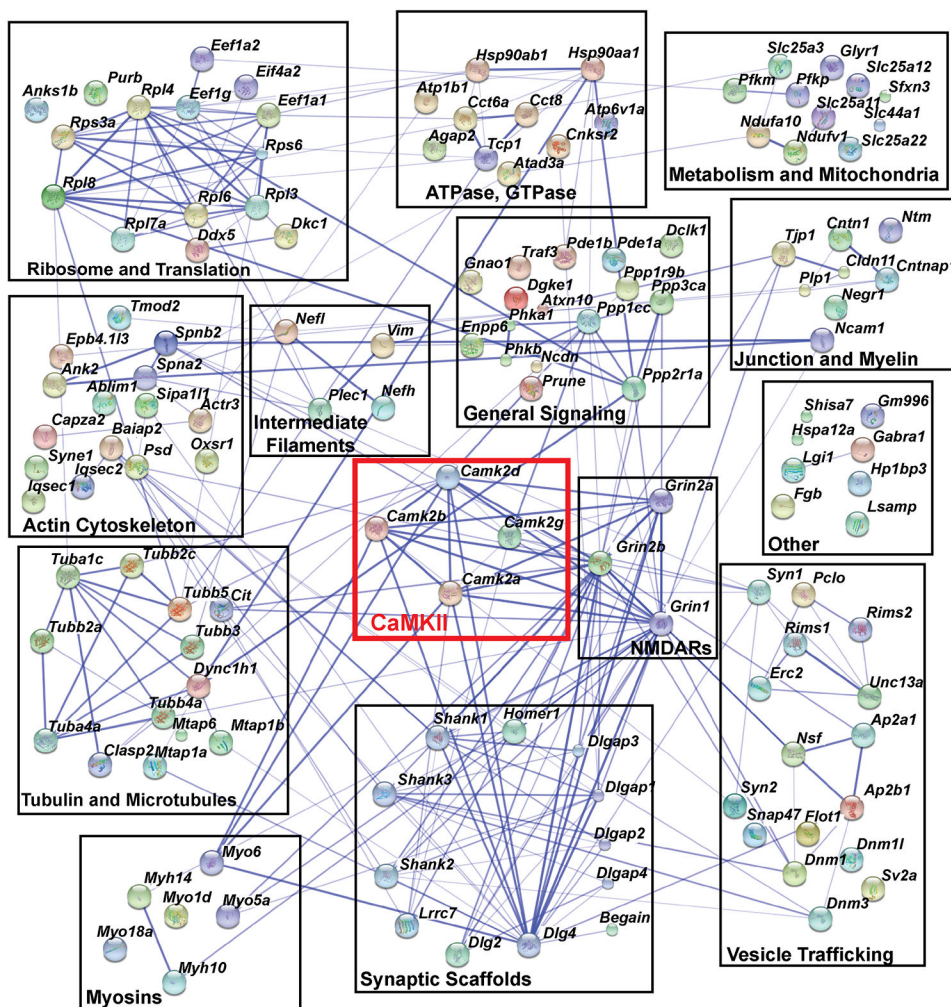 Eef1a2
Anks1b
Purb
Rpl4
Eif4a2
Eef1g
Eef1a1
Rps3a
Rps6
Rpl8
Rpl6
Rpl3
Rpl7a
Ddx5
Dkc1
Ribosome and Translation
Hsp90ab1
Hsp90aa1
Atp1b1
Cct6a
Cct8
Atp6v1a
Agap2
Tcp1
Cnksr2
Atad3a
ATPase, GTPase
Slc25a3
Glyr1
Slc25a12
Pfkm
Pfkp
Sfxn3
Slc25a11
Slc44a1
Ndufa10
Ndufv1
Slc25a22
Metabolism and Mitochondria
Tmod2
Spnb2
Epb4.1l3
Spna2
Ank2
Ablim1
Sipa1l1
Actr3
Capza2
Baiap2
Oxsr1
Syne1
Psd
Iqsec2
Iqsec1
Actin Cytoskeleton
Nefl
Vim
Plec1
Nefh
Intermediate
Filaments
Dclk1
Traf3
Pde1b
Pde1a
Gnao1
Ppp1r9b
Dgke1
Ppp3ca
Atxn10
Phka1
Ppp1cc
Enpp6
Phkb
Ncdn
Prune
Ppp2r1a
General Signaling
Ntm
Cntn1
Tjp1
Cldn11
Cntnap1
Plp1
Negr1
Ncam1
Junction and Myelin
Shisa7
Gm996
Hspa12a
Gabra1
Lgi1
Hp1bp3
Fgb
Lsamp
Other
Camk2d
Camk2b
Camk2g
Camk2a
CaMKII
Grin2a
Grin2b
Grin1
NMDARs
Tubb2c
Tuba1c
Tubb5
Cit
Tubb2a
Tubb3
Dync1h1
Tubb4a
Tuba4a
Mtap6
Mtap1b
Clasp2
Mtap1a
Tubulin and Microtubules
Syn1
Pclo
Rims2
Rims1
Erc2
Unc13a
Ap2a1
Nsf
Syn2
Ap2b1
Snap47
Flot1
Dnm1l
Dnm1
Sv2a
Dnm3
Vesicle Trafficking
Homer1
Shank1
Dlgap3
Shank3
Dlgap1
Dlgap2
Shank2
Dlgap4
Lrrc7
Begain
Dlg2
Dlg4
Synaptic Scaffolds
Myo6
Myh14
Myo1d
Myo5a
Myo18a
Myh10
Myosins